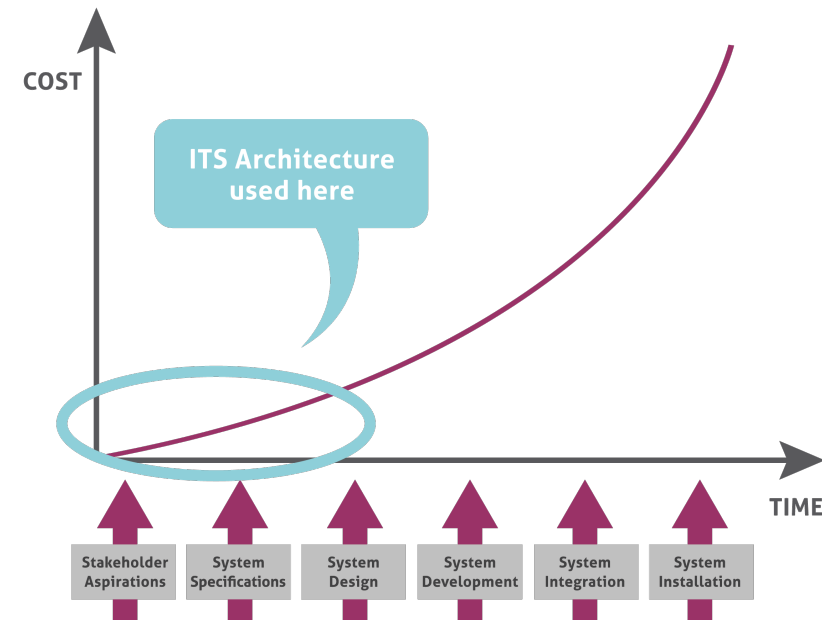 COST
ITS Architecture
used here
TIME
Stakeholder
Aspirations
System
Specifications
System
Design
System
Development
System
Integration
System
Installation